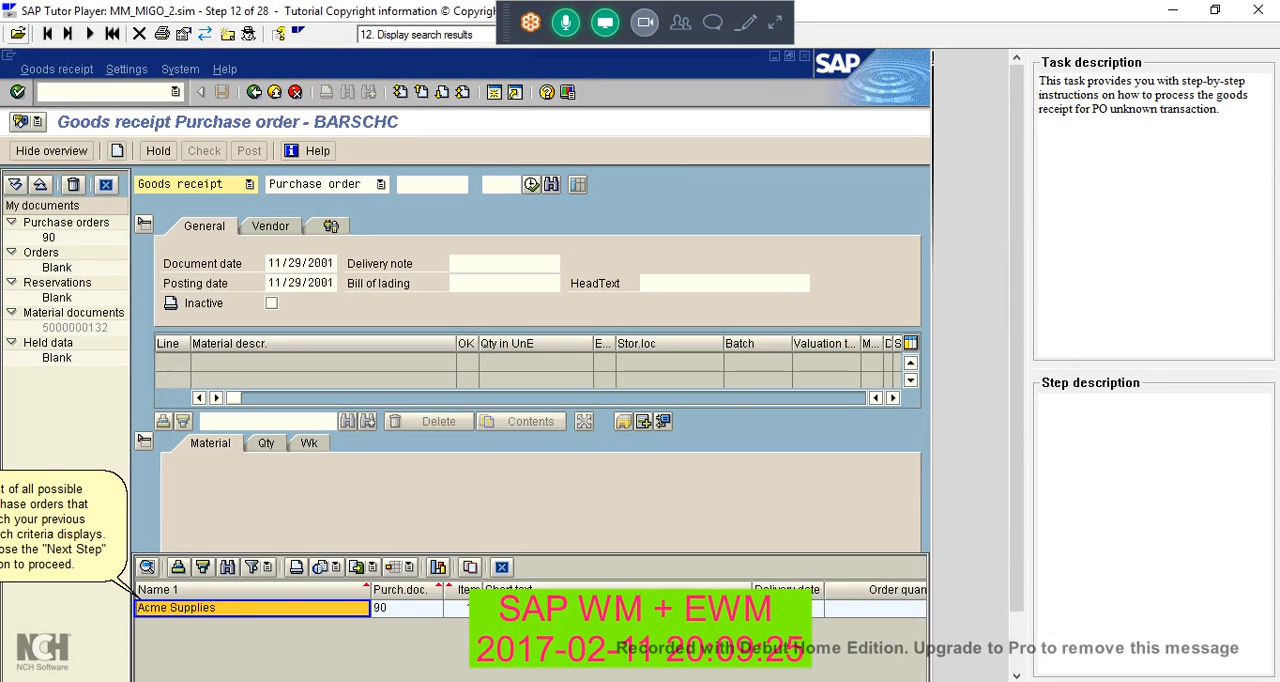 SAP Tutor Player: MM_MIGO_2.sim - Step 12 of 28 - Tutorial Copyright information © Copyrig
12. Display search results
Goods receipt Settings System Help
SAP
Goods receipt Purchase order - BARSCHC
Hide overview Hold Check Post Help
Goods receipt Purchase order
My documents
Purchase orders
90
Orders
Blank
Reservations
Blank
Material documents
5000000132
Held data
Blank
General Vendor
Document date 11/29/2001 Delivery note
Posting date 11/29/2001 Bill of lading HeadText
Inactive
Line Material descr. OK Qty in UnE E... Stor.loc Batch Valuation t... M... D S
Delete Contents
Material Qty Wk
t of all possible
hase orders that
ch your previous
rch criteria displays.
ose the "Next Step"
on to proceed.
Name 1 Purch.doc. Item Short text Delivery date Order quan
Acme Supplies 90
SAP WM + EWM
2017-02-11 20:09:25
Recorded with Debut Home Edition. Upgrade to Pro to remove this message
NCH
NCH Software
Task description
This task provides you with step-by-step
instructions on how to process the goods
receipt for PO unknown transaction.
Step description